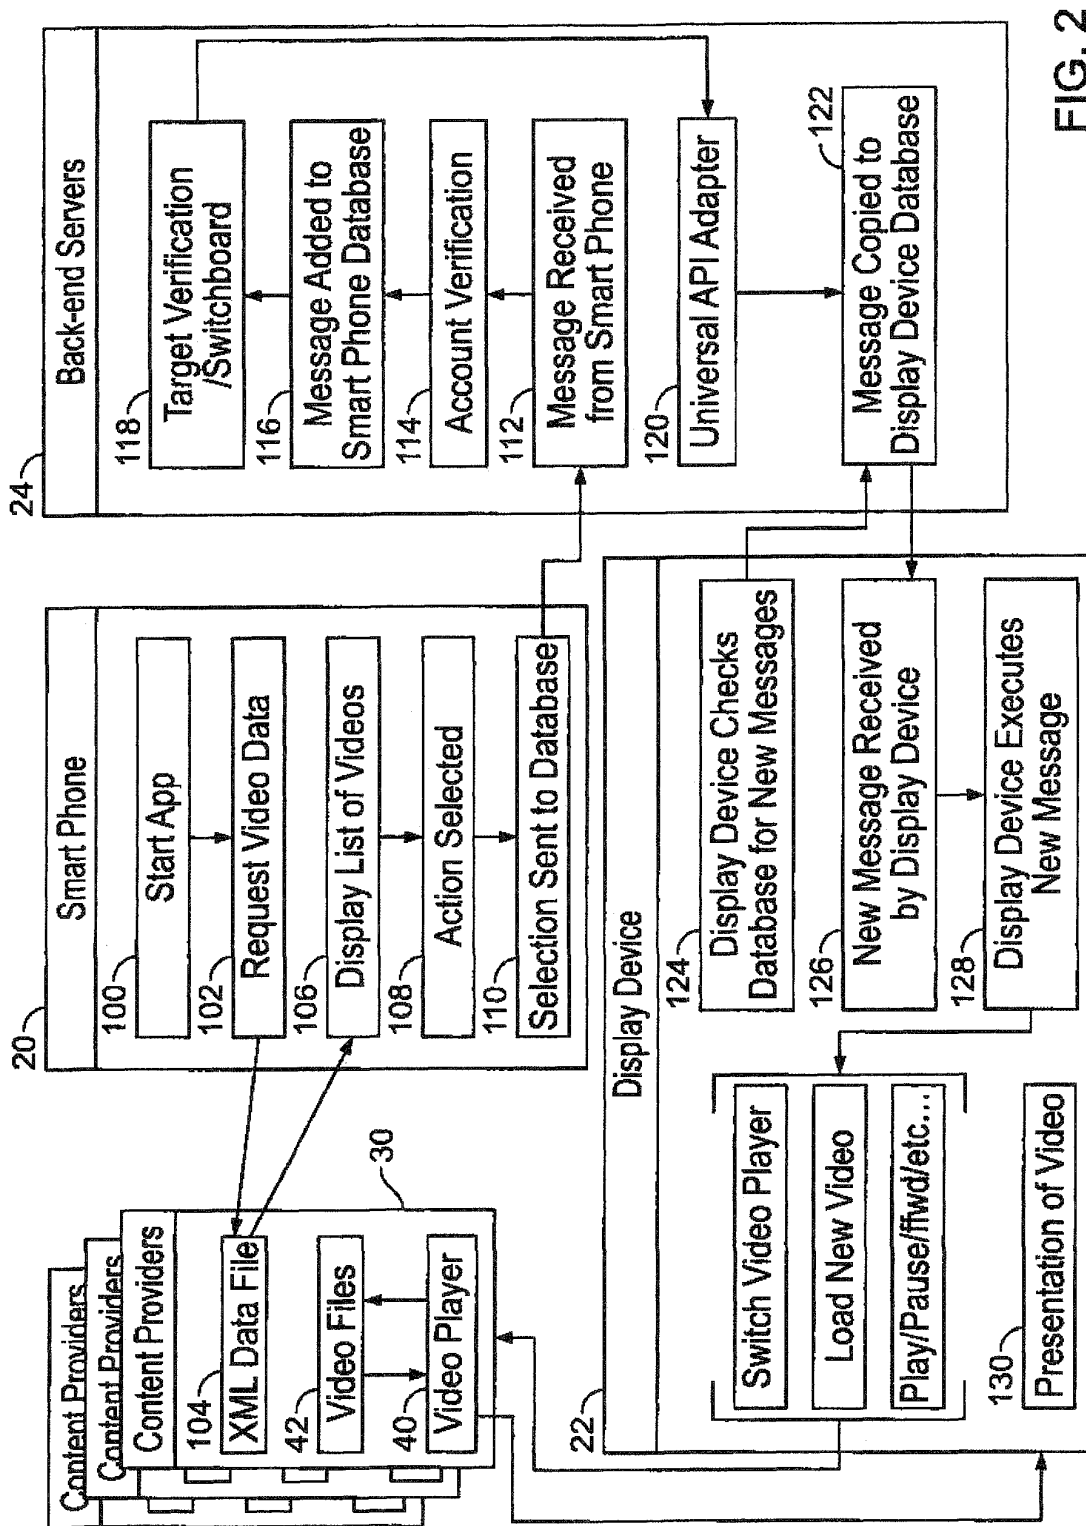 Content Providers
Content Providers
Content Providers
30
104
XML Data File
42
Video Files
40
Video Player
20
Smart Phone
100
Start App
102
Request Video Data
106
Display List of Videos
108
Action Selected
110
Selection Sent to Database
24
Back-end Servers
118
Target Verification
/Switchboard
116
Message Added to
Smart Phone Database
114
Account Verification
112
Message Received
from Smart Phone
120
Universal API Adapter
122
Message Copied to
Display Device Database
22
Display Device
124
Display Device Checks
Database for New Messages
126
New Message Received
by Display Device
128
Display Device Executes
New Message
Switch Video Player
Load New Video
Play/Pause/ffwd/etc...
130
Presentation of Video
FIG. 2